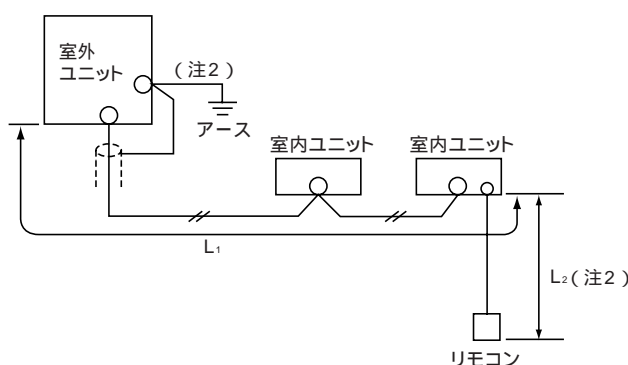 室外
ユニット
（注2）
アース
室内ユニット
室内ユニット
L₁
L₂（注2）
リモコン